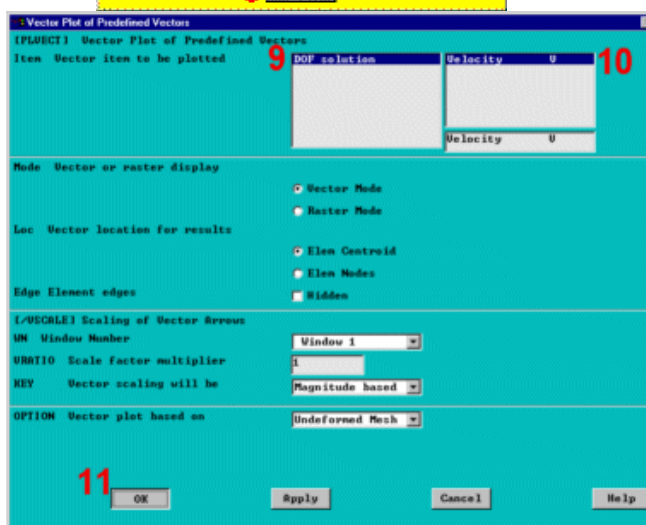 Vector Plot of Predefined Vectors
[PLVECT] Vector Plot of Predefined Vectors
Item Vector item to be plotted 9 DOF solution Velocity V 10
Velocity V
Mode Vector or raster display
Vector Mode
Raster Mode
Loc Vector location for results
Elem Centroid
Elem Nodes
Edge Element edges Hidden
[/VSCALE] Scaling of Vector Arrows
WN Window Number Window 1
VRATIO Scale factor multiplier 1
KEY Vector scaling will be Magnitude based
OPTION Vector plot based on Undeformed Mesh
11 OK Apply Cancel Help